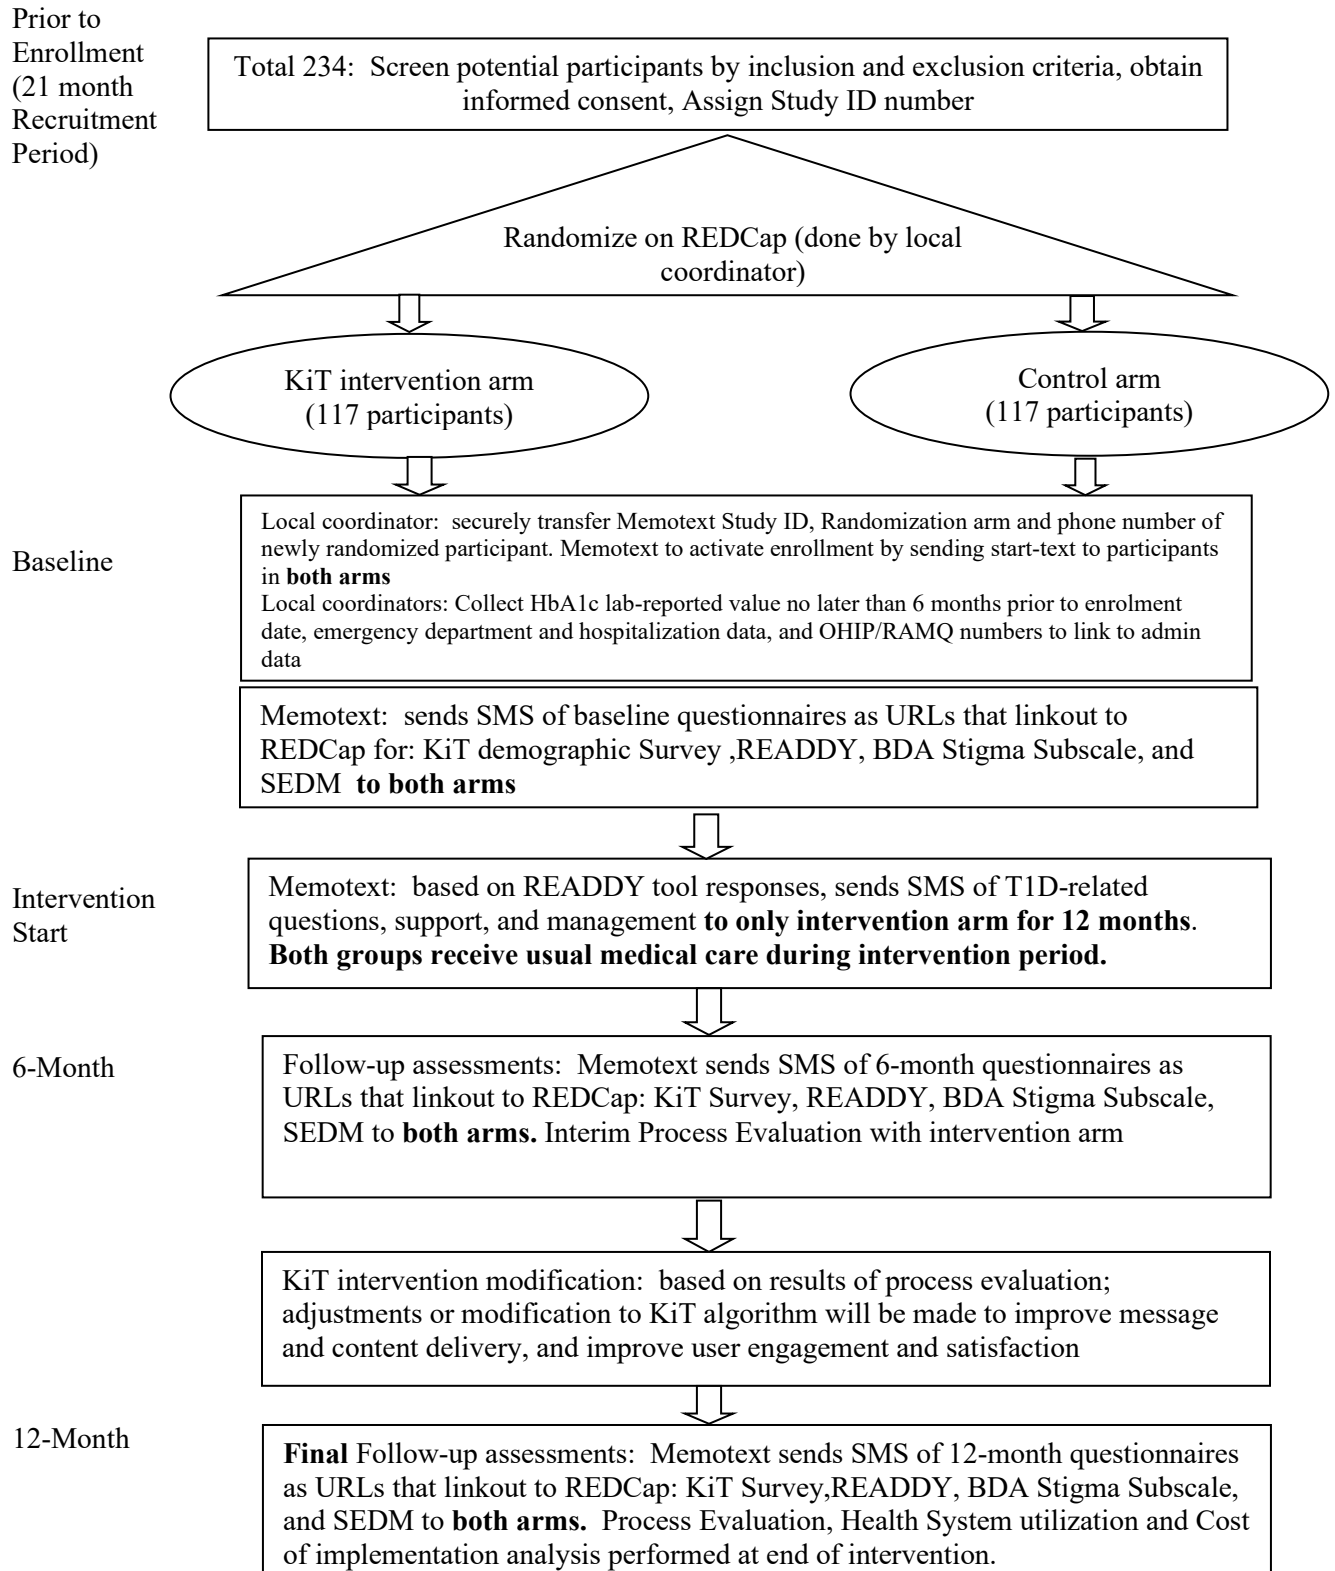 Prior to
Enrollment
(21 month
Recruitment
Period)
Total 234:  Screen potential participants by inclusion and exclusion criteria, obtain
informed consent, Assign Study ID number
Randomize on REDCap (done by local
coordinator)
KiT intervention arm
(117 participants)
Control arm
(117 participants)
Baseline
Local coordinator:  securely transfer Memotext Study ID, Randomization arm and phone number of
newly randomized participant. Memotext to activate enrollment by sending start-text to participants
in both arms
Local coordinators: Collect HbA1c lab-reported value no later than 6 months prior to enrolment
date, emergency department and hospitalization data, and OHIP/RAMQ numbers to link to admin
data
Memotext:  sends SMS of baseline questionnaires as URLs that linkout to
REDCap for: KiT demographic Survey ,READDY, BDA Stigma Subscale, and
SEDM  to both arms
Intervention
Start
Memotext:  based on READDY tool responses, sends SMS of T1D-related
questions, support, and management to only intervention arm for 12 months.
Both groups receive usual medical care during intervention period.
6-Month
Follow-up assessments:  Memotext sends SMS of 6-month questionnaires as
URLs that linkout to REDCap: KiT Survey, READDY, BDA Stigma Subscale,
SEDM to both arms. Interim Process Evaluation with intervention arm
KiT intervention modification:  based on results of process evaluation;
adjustments or modification to KiT algorithm will be made to improve message
and content delivery, and improve user engagement and satisfaction
12-Month
Final Follow-up assessments:  Memotext sends SMS of 12-month questionnaires
as URLs that linkout to REDCap: KiT Survey,READDY, BDA Stigma Subscale,
and SEDM to both arms.  Process Evaluation, Health System utilization and Cost
of implementation analysis performed at end of intervention.